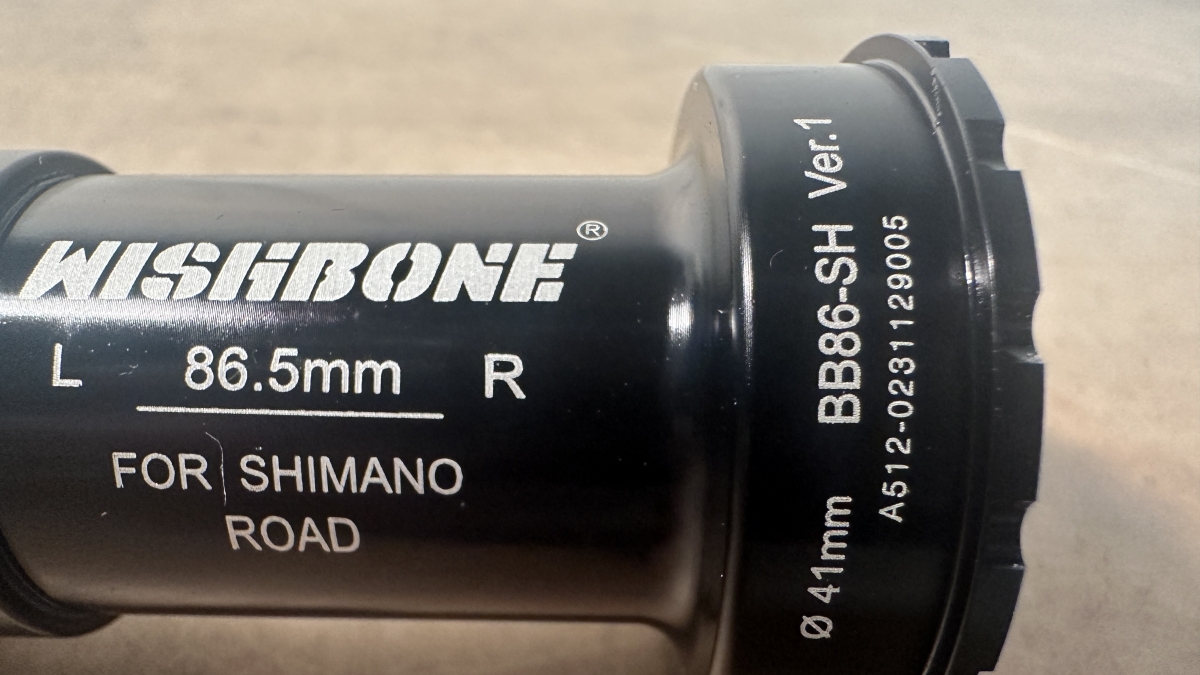 WISHBONE ®
L 86.5mm R
FOR SHIMANO
ROAD
Ø 41mm BB86-SH Ver.1
A512-0231129005